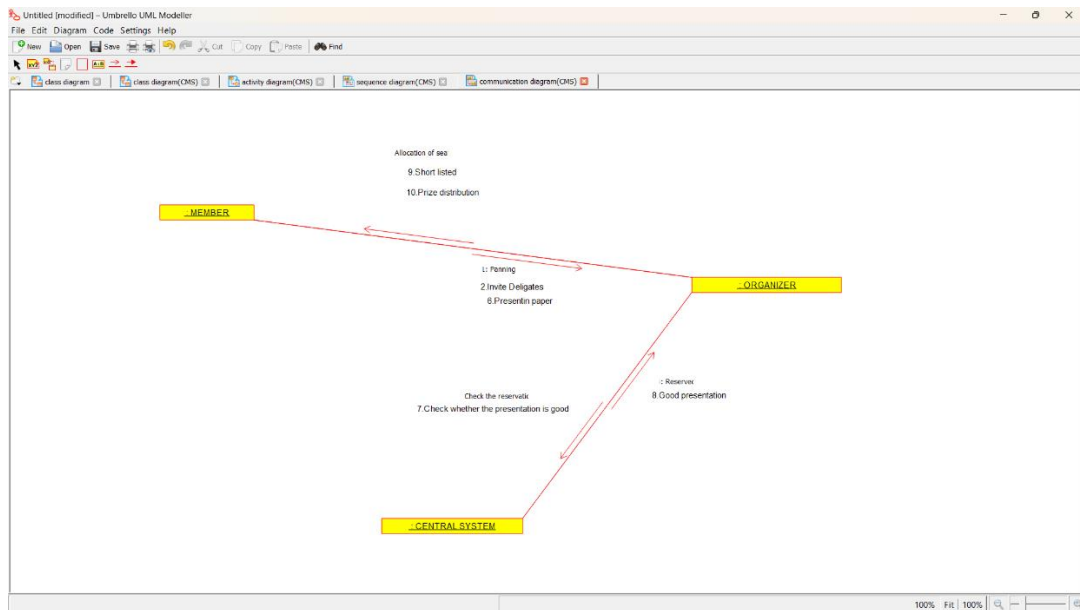 Untitled [modified] – Umbrello UML Modeller
File Edit Diagram Code Settings Help
New Open Save Cut Copy Paste Find
class diagram class diagram(CMS) activity diagram(CMS) sequence diagram(CMS) communication diagram(CMS)
Allocation of sea
9.Short listed
10.Prize distribution
: MEMBER
: Panning
2.Invite Deligates
6.Presentin paper
: ORGANIZER
: Reserved
8.Good presentation
Check the reservatic
7.Check whether the presentation is good
: CENTRAL SYSTEM
100% Fit 100%